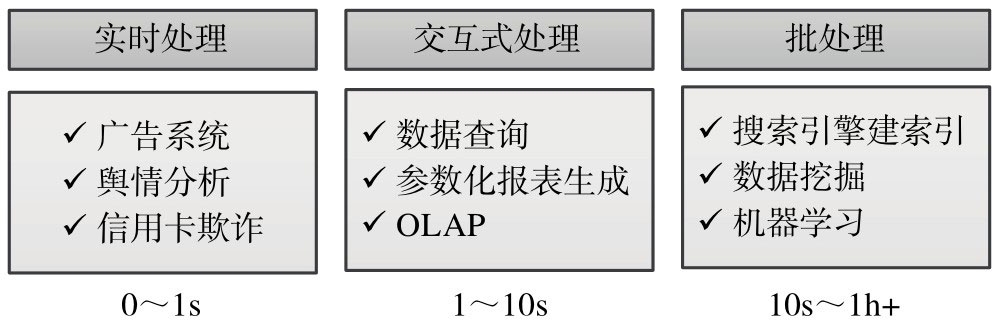 实时处理
✓ 广告系统
✓ 舆情分析
✓ 信用卡欺诈
0～1s
交互式处理
✓ 数据查询
✓ 参数化报表生成
✓ OLAP
1～10s
批处理
✓ 搜索引擎建索引
✓ 数据挖掘
✓ 机器学习
10s～1h+